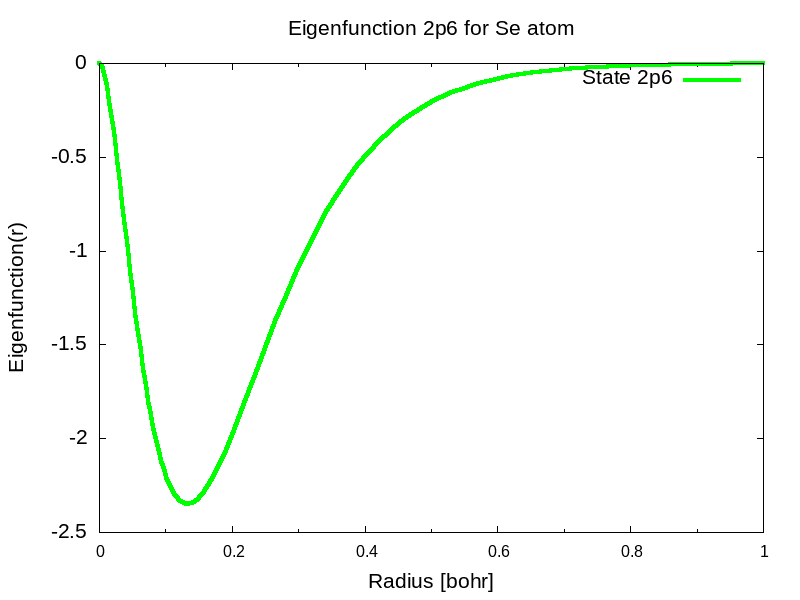 Eigenfunction 2p6 for Se atom
State 2p6
0
-0.5
-1
-1.5
-2
-2.5
Eigenfunction(r)
0 0.2 0.4 0.6 0.8 1
Radius [bohr]